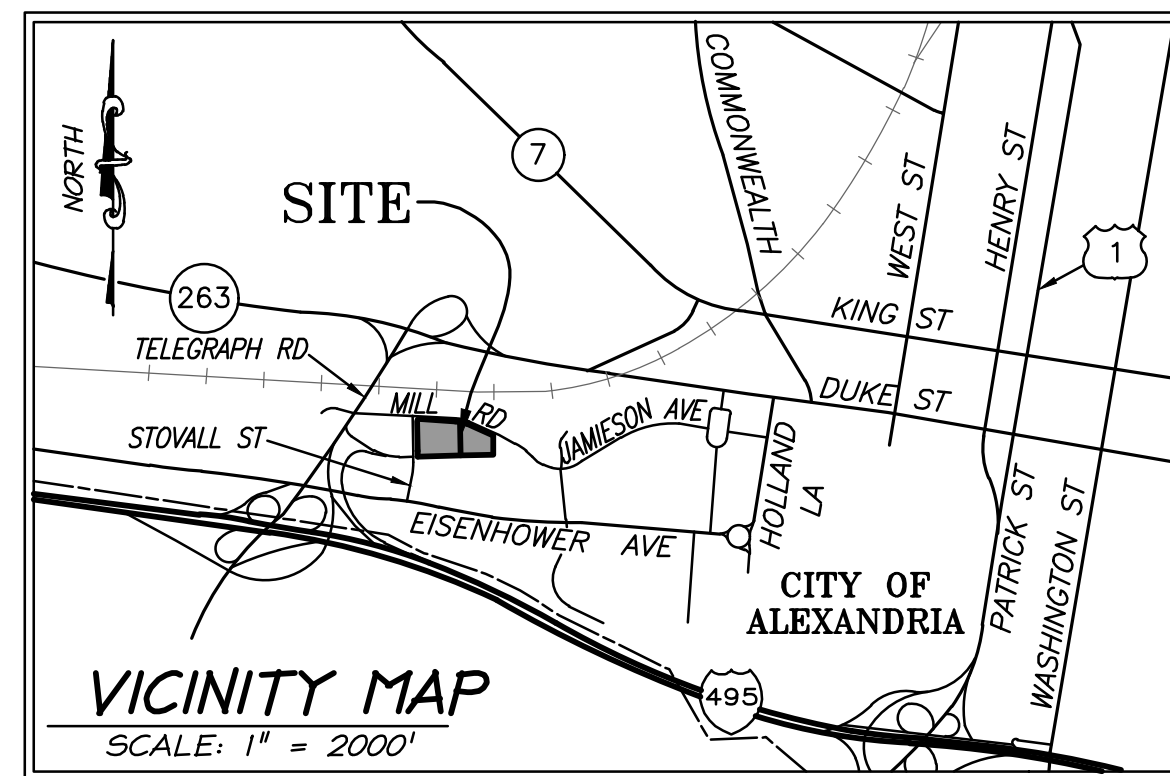 NORTH
COMMONWEALTH
7
SITE
WEST ST
HENRY ST
1
263
KING ST
TELEGRAPH RD
DUKE ST
MILL RD
JAMIESON AVE
STOVALL ST
HOLLAND
LA
EISENHOWER AVE
PATRICK ST
WASHINGTON ST
CITY OF
ALEXANDRIA
495
VICINITY MAP
SCALE: 1" = 2000'